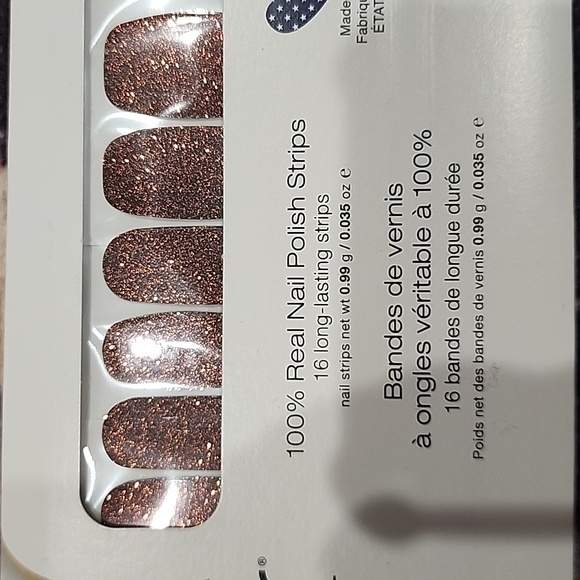 Made
Fabriqu
ÉTAT
100% Real Nail Polish Strips
16 long-lasting strips
nail strips net wt 0.99 g / 0.035 oz ℮
Bandes de vernis
à ongles véritable à 100%
16 bandes de longue durée
Poids net des bandes de vernis 0.99 g / 0.035 oz ℮
®